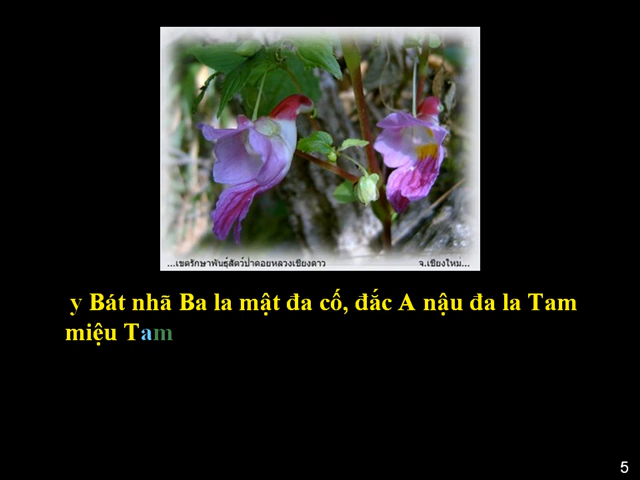 ...เขตรักษาพันธุ์สัตว์ป่าดอยหลวงเชียงดาว จ.เชียงใหม่...
y Bát nhã Ba la mật đa cố, đắc A nậu đa la Tam
miệu Tam
5